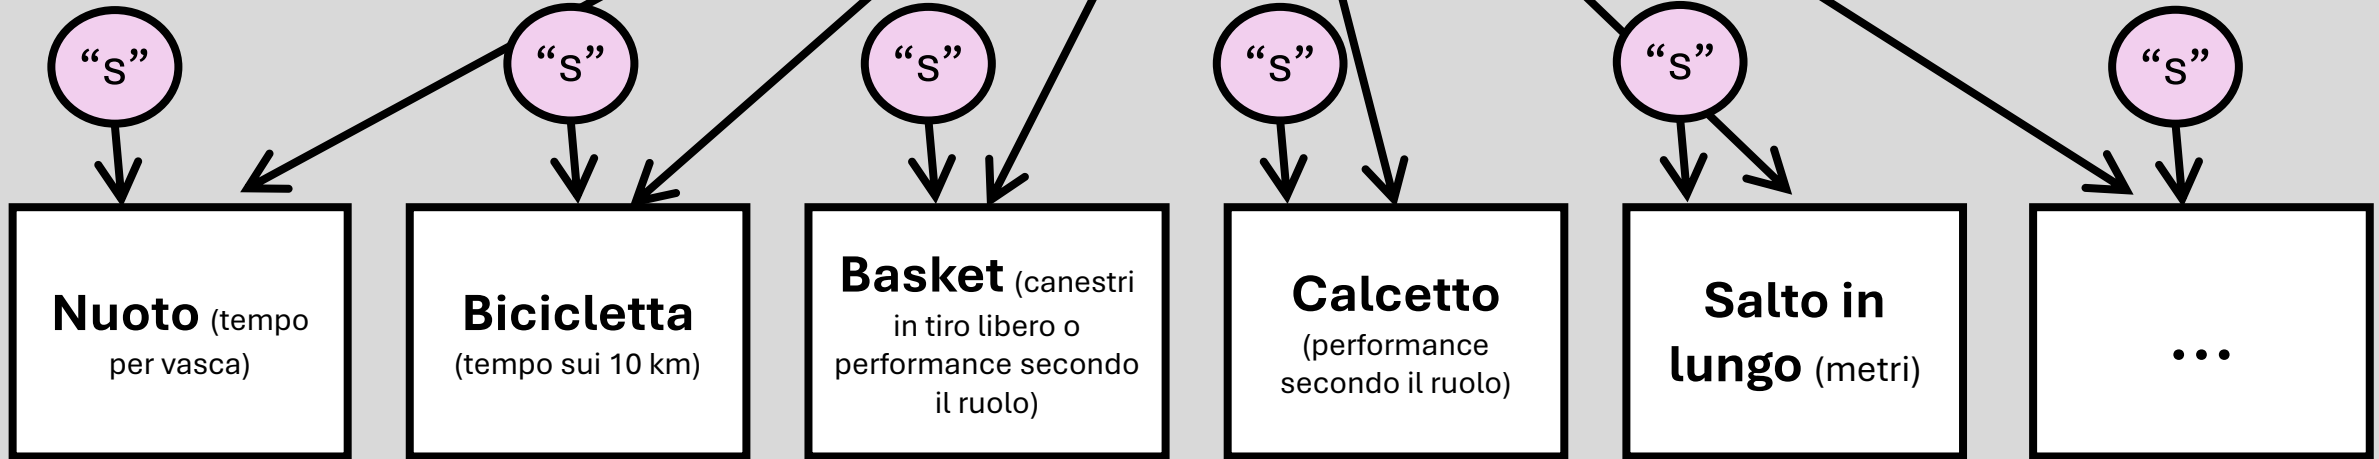 “s” “s” “s” “s” “s” “s”
Nuoto (tempo
per vasca)
Bicicletta
(tempo sui 10 km)
Basket (canestri
in tiro libero o
performance secondo
il ruolo)
Calcetto
(performance
secondo il ruolo)
Salto in
lungo (metri)
…